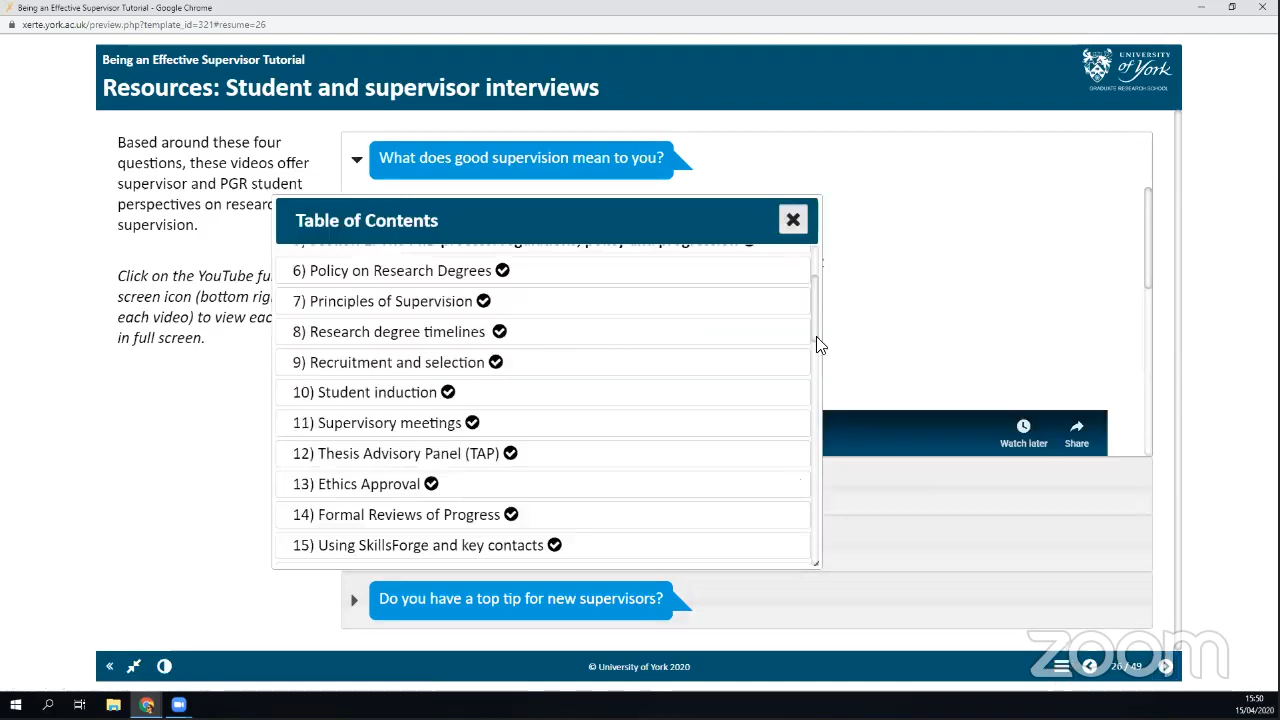 Being an Effective Supervisor Tutorial - Google Chrome
xerte.york.ac.uk/preview.php?template_id=321#resume=26
Being an Effective Supervisor Tutorial
Resources: Student and supervisor interviews
UNIVERSITY
of York
GRADUATE RESEARCH SCHOOL
Based around these four
questions, these videos offer
supervisor and PGR student
perspectives on researc
supervision.
Click on the YouTube fu
screen icon (bottom rig
each video) to view eac
in full screen.
What does good supervision mean to you?
Table of Contents
6) Policy on Research Degrees
7) Principles of Supervision
8) Research degree timelines
9) Recruitment and selection
10) Student induction
11) Supervisory meetings
12) Thesis Advisory Panel (TAP)
13) Ethics Approval
14) Formal Reviews of Progress
15) Using SkillsForge and key contacts
Watch later
Share
Do you have a top tip for new supervisors?
© University of York 2020
26 / 49
zoom
15:50
15/04/2020